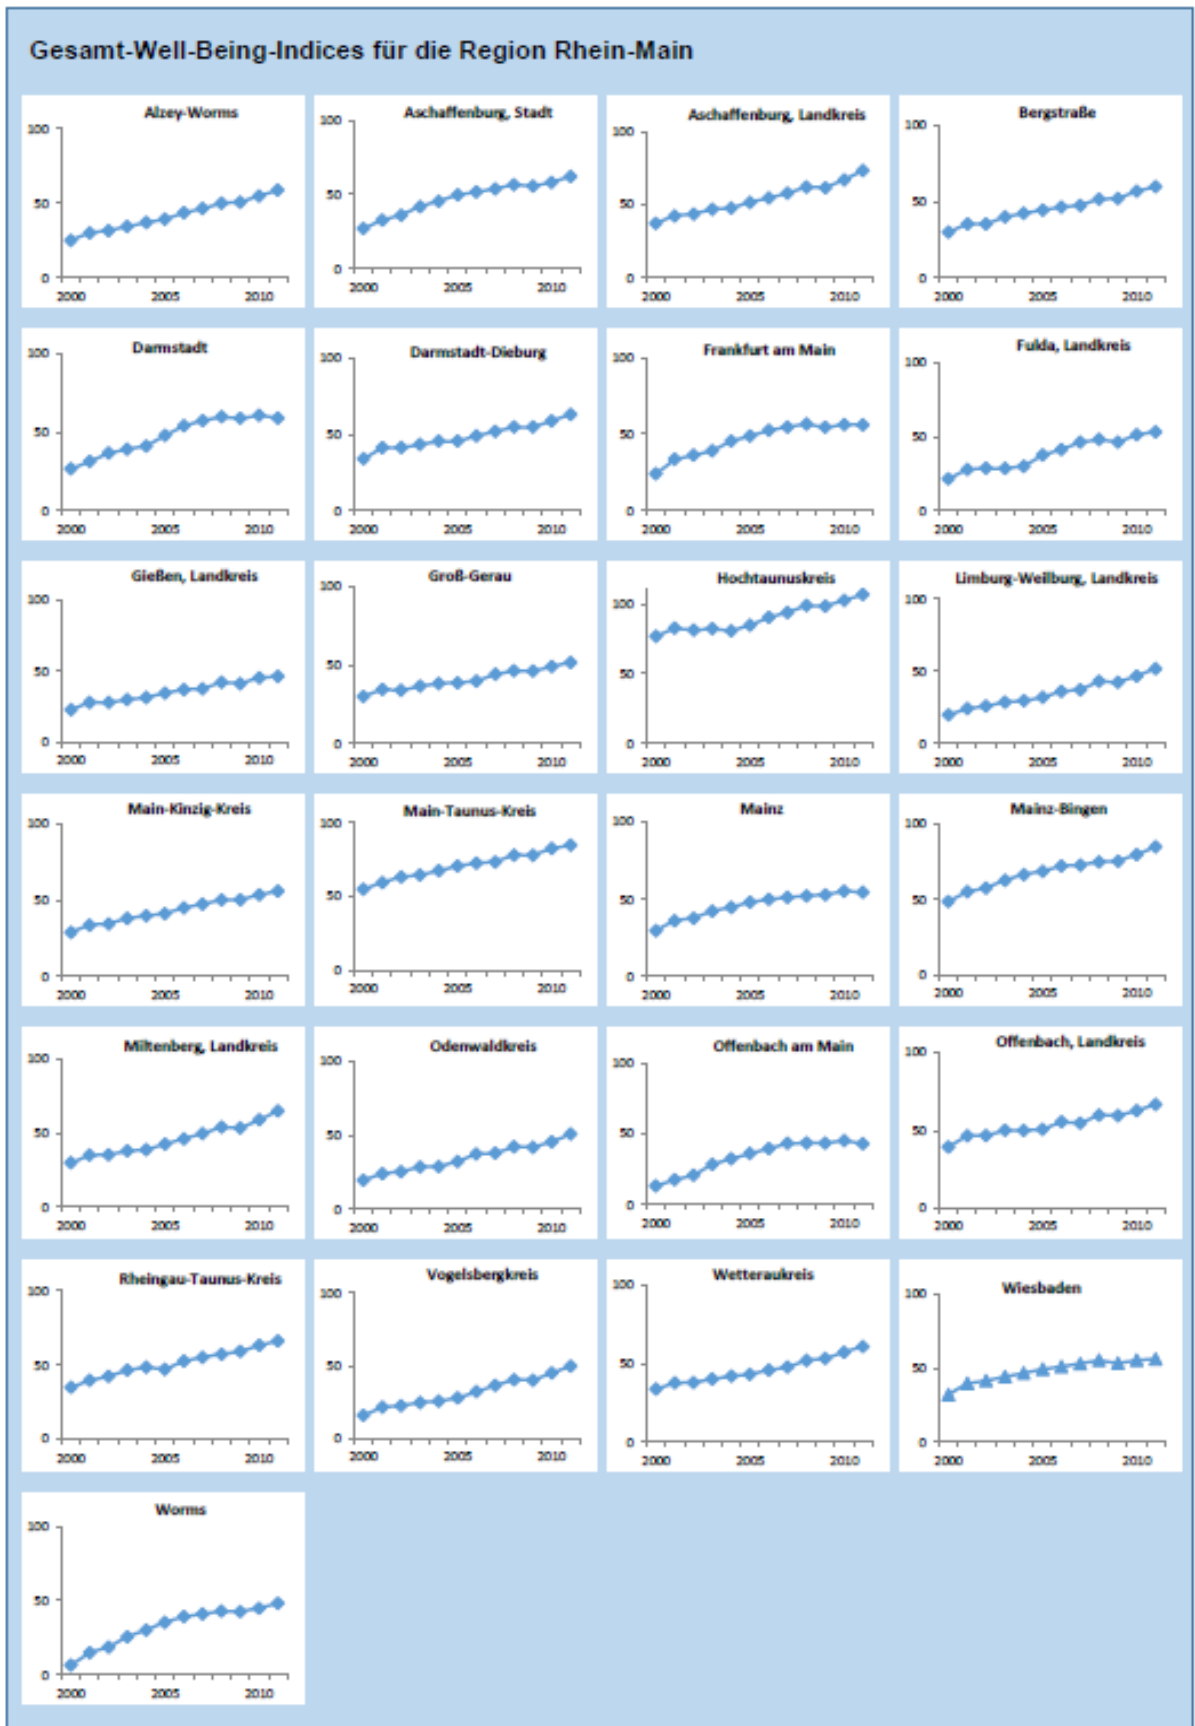 Gesamt-Well-Being-Indices für die Region Rhein-Main
Alzey-Worms
100
50
0
2000 2005 2010
Aschaffenburg, Stadt
100
50
0
2000 2005 2010
Aschaffenburg, Landkreis
100
50
0
2000 2005 2010
Bergstraße
100
50
0
2000 2005 2010
Darmstadt
100
50
0
2000 2005 2010
Darmstadt-Dieburg
100
50
0
2000 2005 2010
Frankfurt am Main
100
50
0
2000 2005 2010
Fulda, Landkreis
100
50
0
2000 2005 2010
Gießen, Landkreis
100
50
0
2000 2005 2010
Groß-Gerau
100
50
0
2000 2005 2010
Hochtaunuskreis
100
50
0
2000 2005 2010
Limburg-Weilburg, Landkreis
100
50
0
2000 2005 2010
Main-Kinzig-Kreis
100
50
0
2000 2005 2010
Main-Taunus-Kreis
100
50
0
2000 2005 2010
Mainz
100
50
0
2000 2005 2010
Mainz-Bingen
100
50
0
2000 2005 2010
Miltenberg, Landkreis
100
50
0
2000 2005 2010
Odenwaldkreis
100
50
0
2000 2005 2010
Offenbach am Main
100
50
0
2000 2005 2010
Offenbach, Landkreis
100
50
0
2000 2005 2010
Rheingau-Taunus-Kreis
100
50
0
2000 2005 2010
Vogelsbergkreis
100
50
0
2000 2005 2010
Wetteraukreis
100
50
0
2000 2005 2010
Wiesbaden
100
50
0
2000 2005 2010
Worms
100
50
0
2000 2005 2010